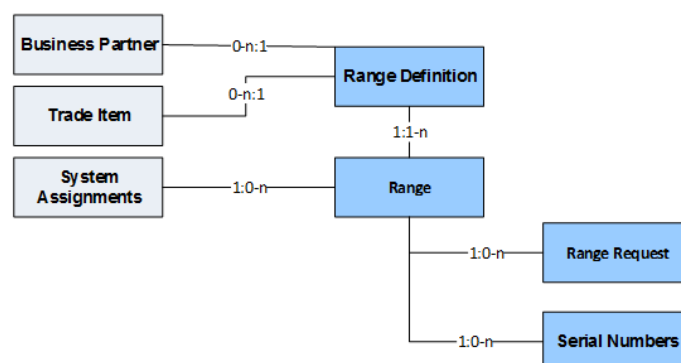 Business Partner
0-n:1
Range Definition
Trade Item
0-n:1
1:1-n
System
Assignments
1:0-n
Range
1:0-n
Range Request
1:0-n
Serial Numbers